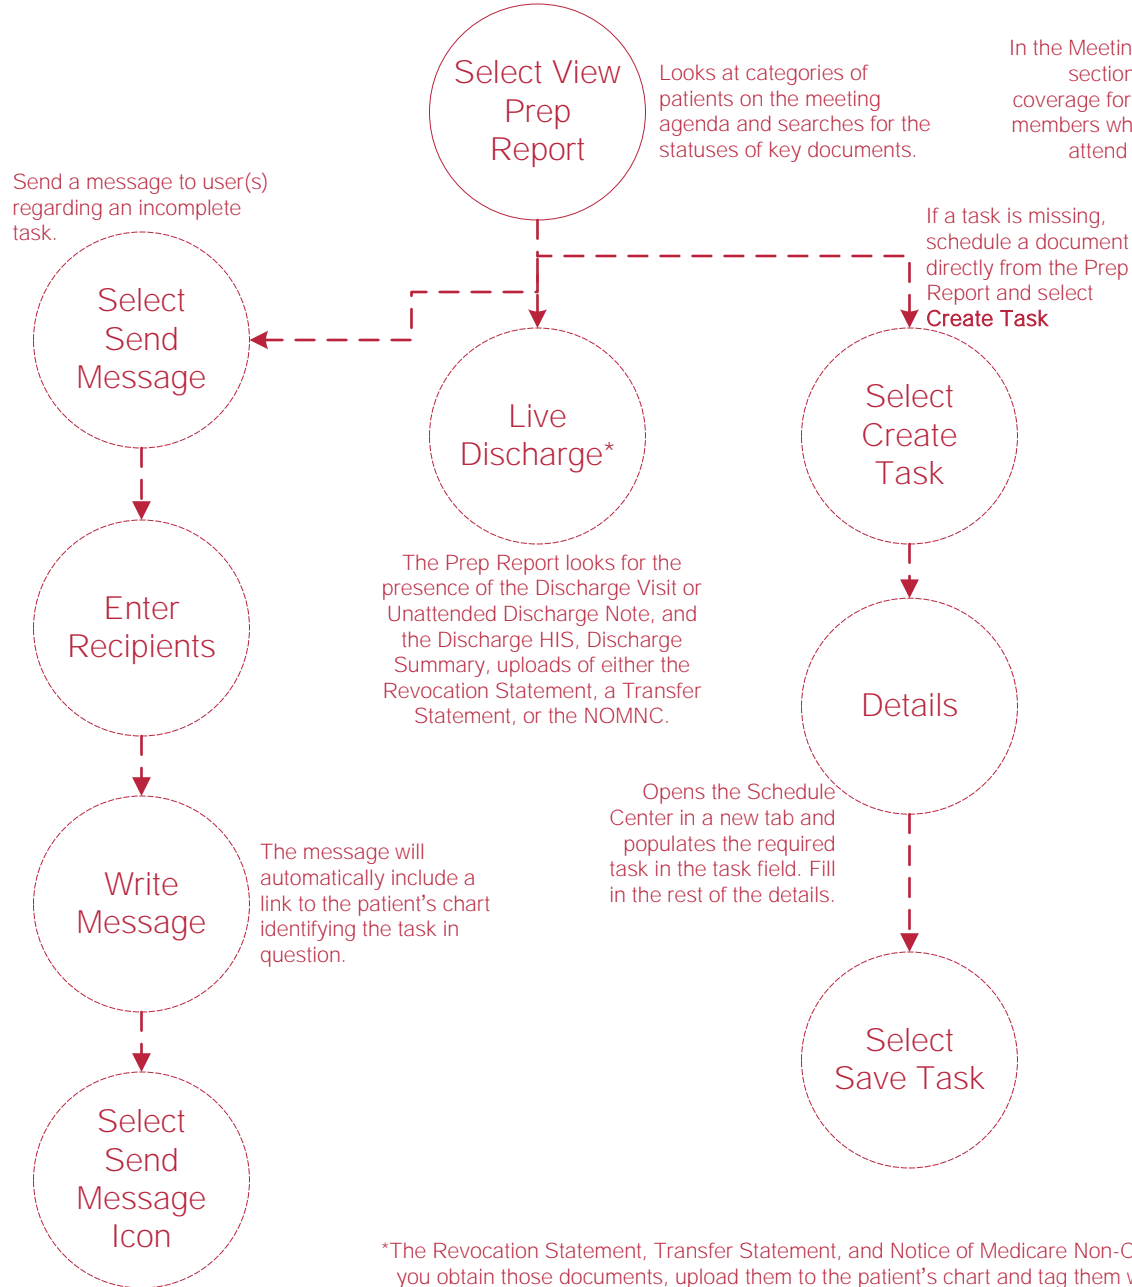 Select View
Prep
Report
Looks at categories of
patients on the meeting
agenda and searches for the
statuses of key documents.
In the
section
coverage for
members
attend
Send a message to user(s)
regarding an incomplete
task.
If a task is missing,
schedule a document
directly from the Prep
Report and select
Create Task
Select
Send
Message
Live
Discharge*
Select
Create
Task
The Prep Report looks for the
presence of the Discharge Visit or
Unattended Discharge Note, and
the Discharge HIS, Discharge
Summary, uploads of either the
Revocation Statement, a Transfer
Statement, or the NOMNC.
Enter
Recipients
Details
Opens the Schedule
Center in a new tab and
populates the required
task in the task field. Fill
in the rest of the details.
Write
Message
The message will
automatically include a
link to the patient’s chart
identifying the task in
question.
Select
Save Task
Select
Send
Message
Icon
*The Revocation Statement, Transfer Statement, and Notice of Medicare
you obtain those documents, upload them to the patient’s chart and tag them